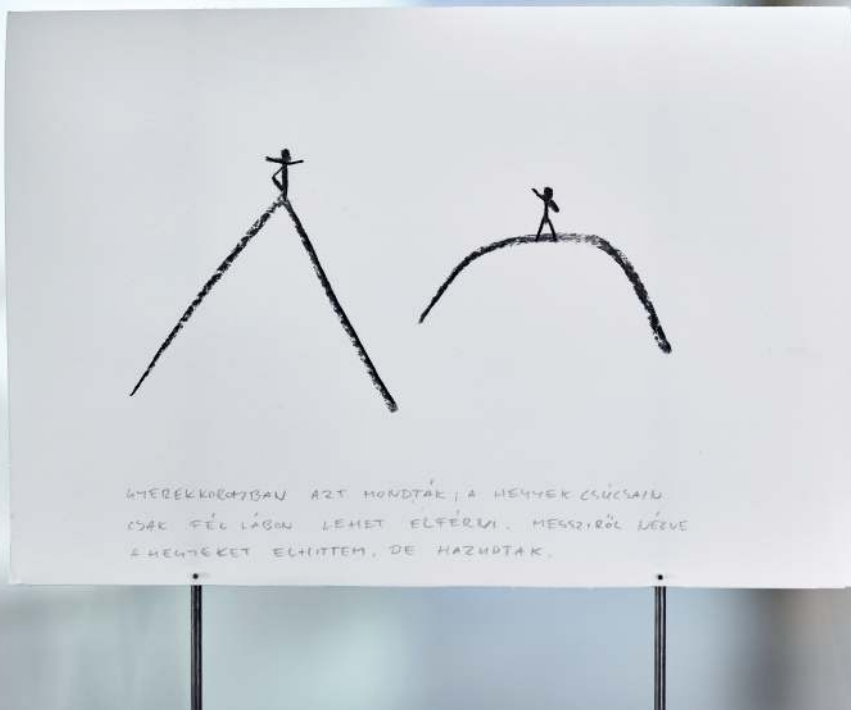 GYEREKKOROMBAN AZT MONDTÁK, A HEGYEK CSÚCSAIN
CSAK FÉL LÁBON LEHET ELFÉRNI. MESSZIRŐL NÉZVE
A HEGYEKET ELHITTEM, DE HAZUDTAK.